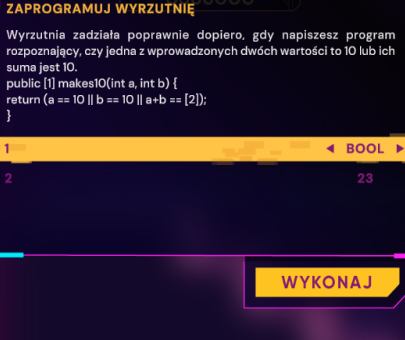 ZAPROGRAMUJ WYRZUTNIĘ
Wyrzutnia zadziała poprawnie dopiero, gdy napiszesz program
rozpoznający, czy jedna z wprowadzonych dwóch wartości to 10 lub ich
suma jest 10.
public [1] makes10(int a, int b) {
return (a == 10 || b == 10 || a+b == [2]);
}
1 ◀ BOOL ▶
2 23
WYKONAJ